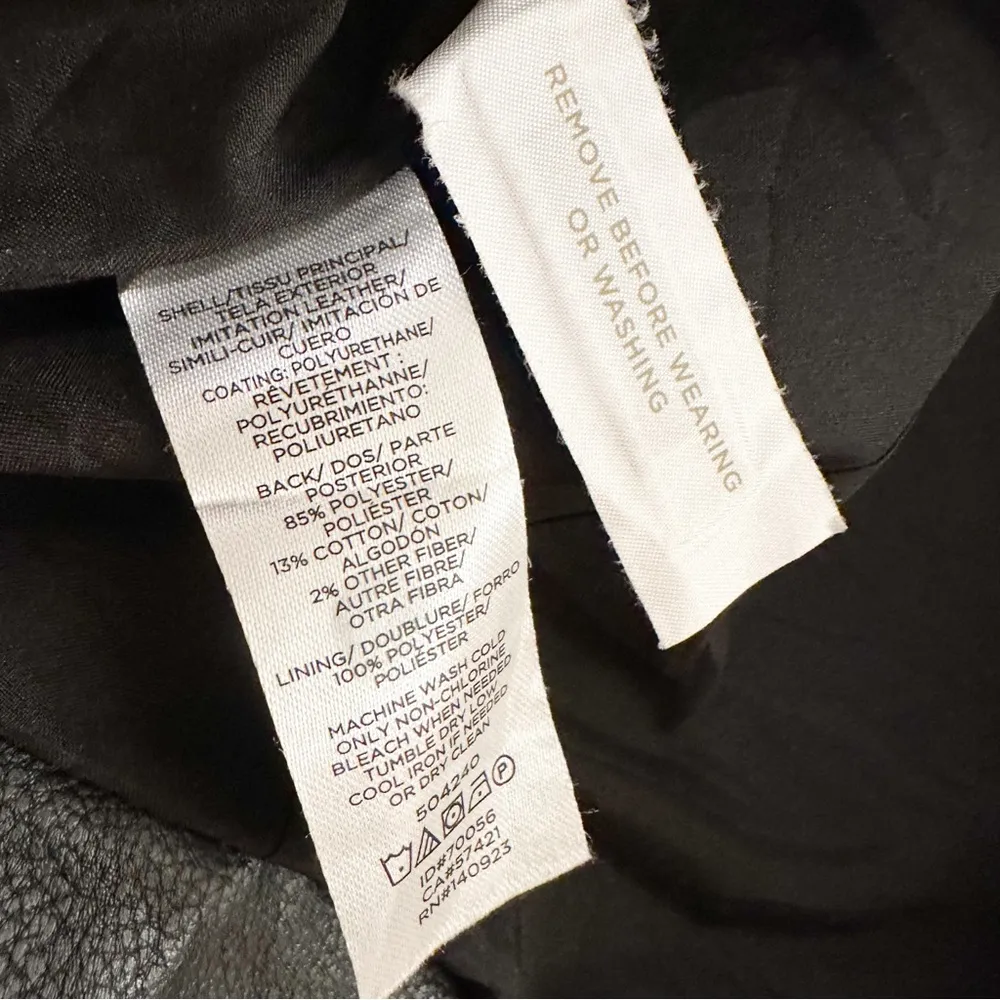 SHELL/TISSU PRINCIPAL/
TELA EXTERIOR
IMITATION LEATHER/
SIMILI-CUIR/ IMITACIÓN DE
CUERO
COATING: POLYURETHANE/
RÊVETEMENT :
POLYURETHANNE/
RECUBRIMIENTO:
POLIURETANO
BACK/ DOS/ PARTE
POSTERIOR
85% POLYESTER/
POLIÉSTER
13% COTTON/ COTON/
ALGODÓN
2% OTHER FIBER/
AUTRE FIBRE/
OTRA FIBRA
LINING/ DOUBLURE/ FORRO
100% POLYESTER/
POLIÉSTER
MACHINE WASH COLD
ONLY NON-CHLORINE
BLEACH WHEN NEEDED
TUMBLE DRY LOW
COOL IRON IF NEEDED
OR DRY CLEAN
504240
P
ID#70056
CA#57421
RN#140923
REMOVE BEFORE WEARING
OR WASHING